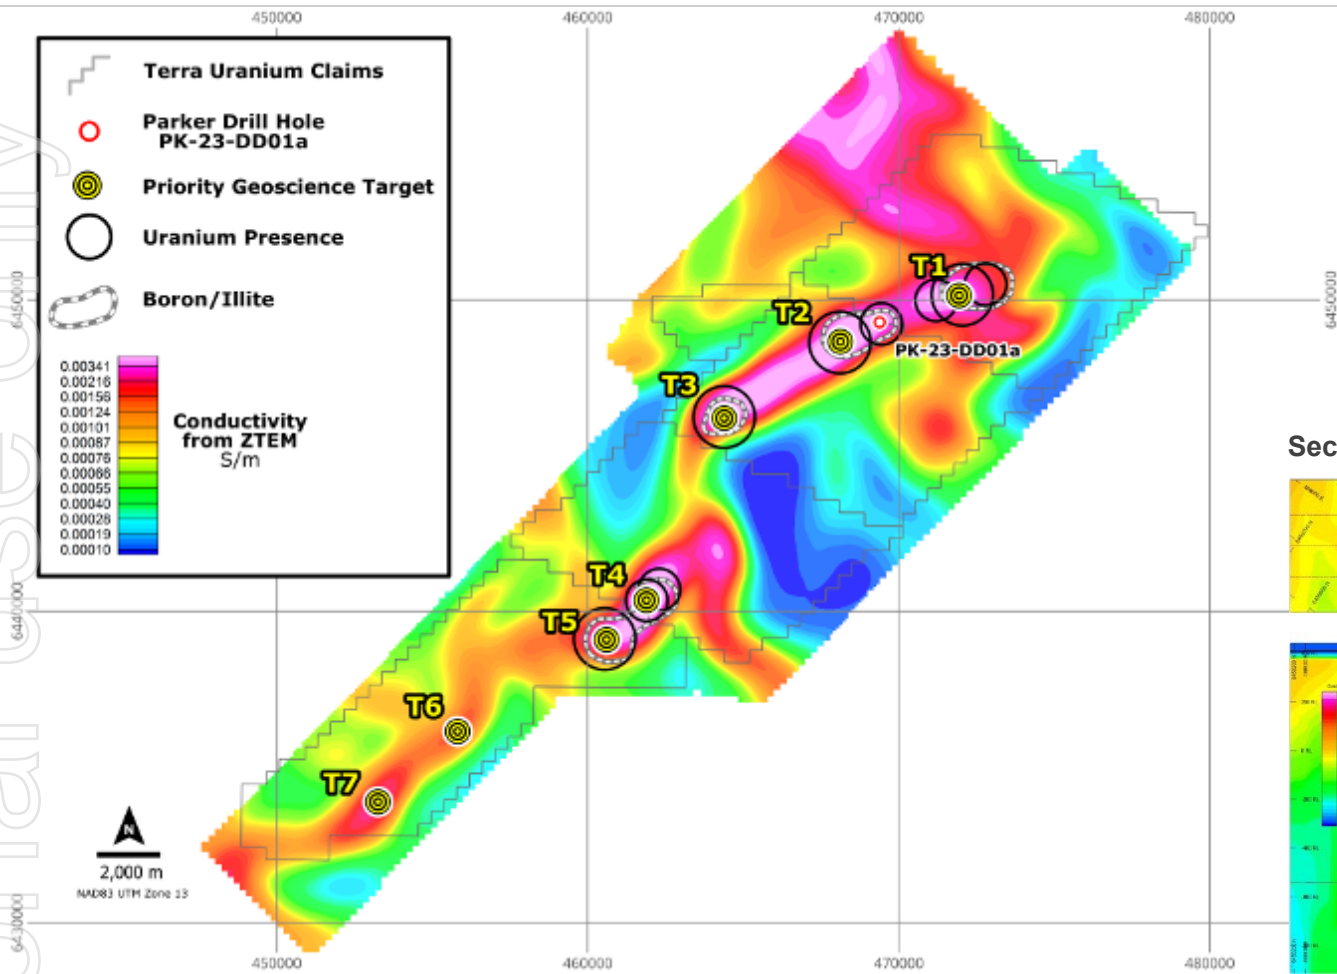 450000
460000
470000
480000
Terra Uranium Claims
Parker Drill Hole
PK-23-DD01a
Priority Geoscience Target
Uranium Presence
Boron/Illite
0.00341
0.00216
0.00156
0.00124
0.00101
0.00087
0.00076
0.00066
0.00055
0.00040
0.00028
0.00019
0.00010
Conductivity
from ZTEM
S/m
6450000
6440000
6430000
6450000
T1
T2
PK-23-DD01a
T3
T4
T5
T6
T7
N
2,000 m
NAD83 UTM Zone 13
Sec
450000
460000
470000
480000